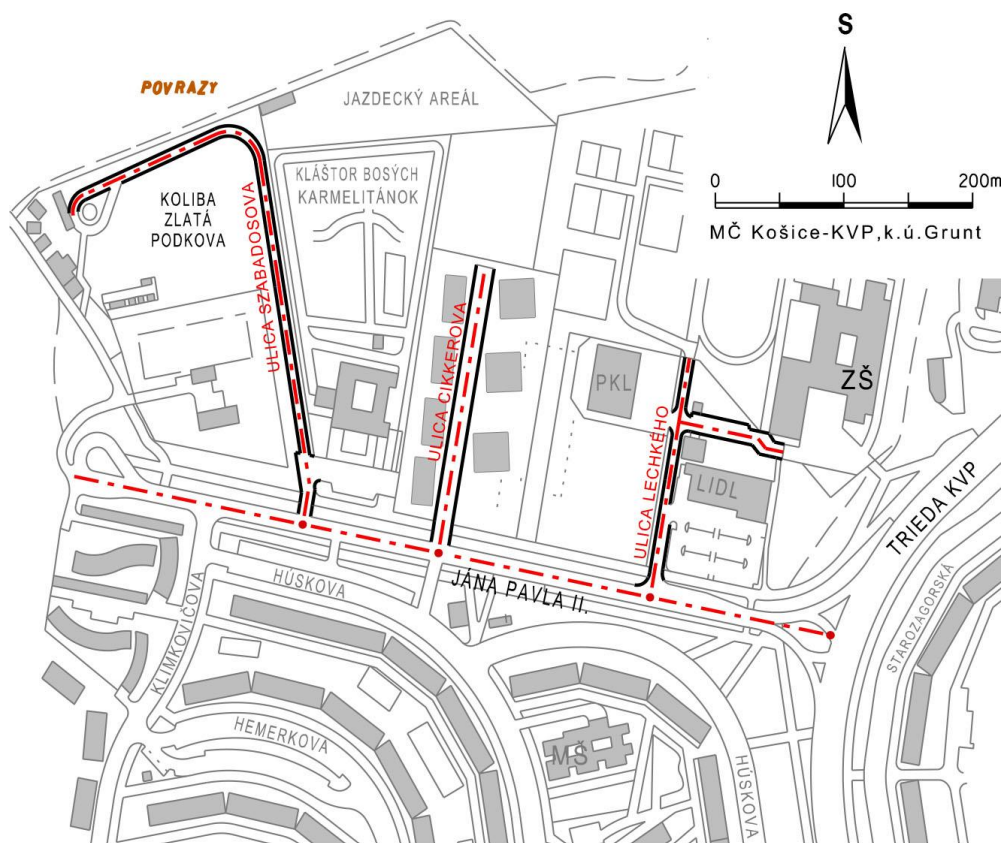 S
POVRAZY
JAZDECKÝ AREÁL
KLÁŠTOR BOSÝCH
KARMELITÁNOK
0 100 200m
MČ Košice-KVP,k.ú.Grunt
KOLIBA
ZLATÁ
PODKOVA
ULICA SZABADOSOVA
ULICA CIKKEROVA
PKL
ZŠ
ULICA LECHKÉHO
LIDL
TRIEDA KVP
HÚSKOVA
JÁNA PAVLA II.
KLIMKOVIČOVA
STAROZAGORSKÁ
HEMERKOVA
MŠ
HÚSKOVA